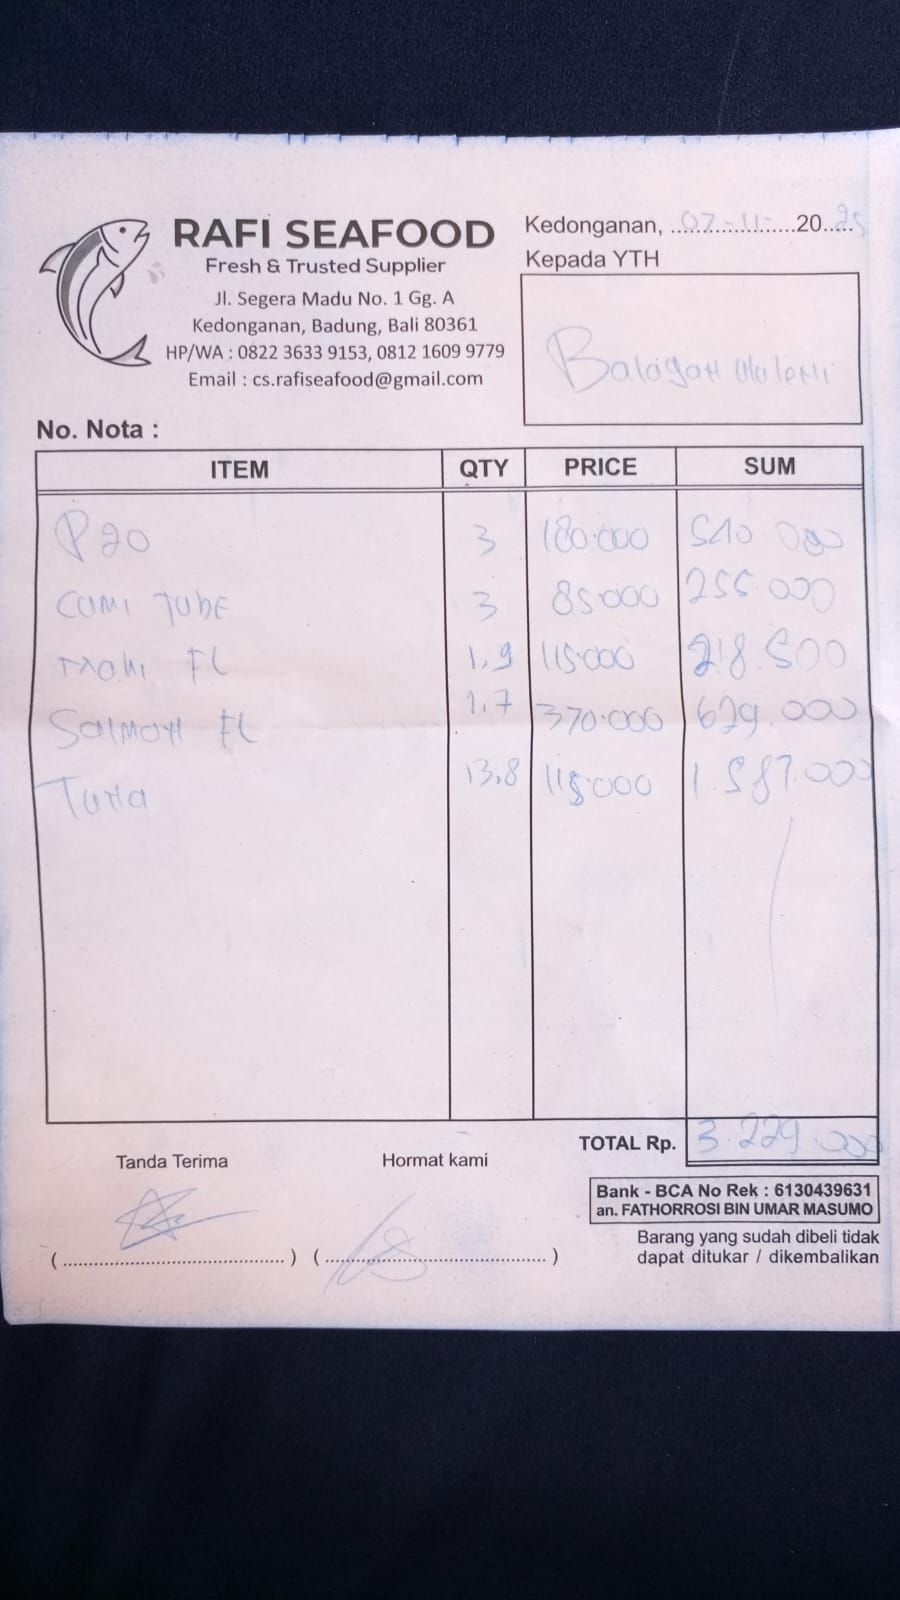 RAFI SEAFOOD
Fresh & Trusted Supplier
Jl. Segera Madu No. 1 Gg. A
Kedonganan, Badung, Bali 80361
HP/WA : 0822 3633 9153, 0812 1609 9779
Email : cs.rafiseafood@gmail.com
Kedonganan, 07-11-2025
Kepada YTH
No. Nota :
ITEM QTY PRICE SUM
P20 3 180.000 540.000
CUMI TUBE 3 85.000 255.000
FL 1,9 115.000 218.500
Salmon FL 1,7 370.000 629.000
Tuna 13,8 115.000 1.587.000
TOTAL Rp. 3.229.000
Tanda Terima Hormat kami
Bank - BCA No Rek : 6130439631
an. FATHORROSI BIN UMAR MASUMO
Barang yang sudah dibeli tidak
dapat ditukar / dikembalikan